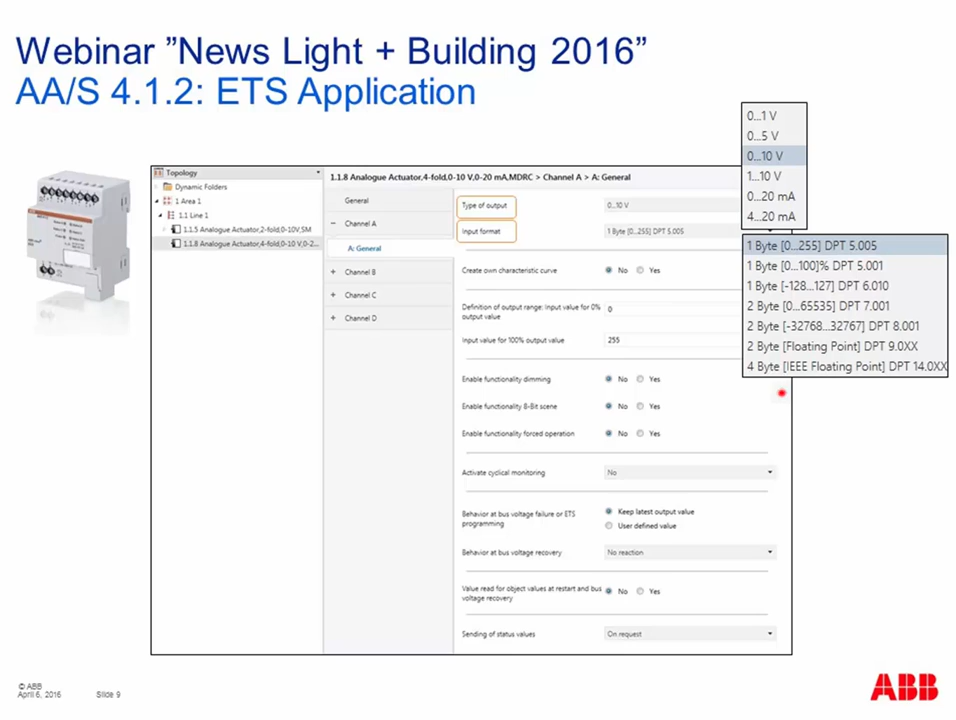 Webinar ”News Light + Building 2016”
AA/S 4.1.2: ETS Application
Topology
Dynamic Folders
1 Area 1
1.1 Line 1
1.1.5 Analogue Actuator,2-fold,0-10V,SM
1.1.8 Analogue Actuator,4-fold,0-10 V,0-2...
General
Channel A
A: General
+ Channel B
+ Channel C
+ Channel D
1.1.8 Analogue Actuator,4-fold,0-10 V,0-20 mA,MDRC > Channel A > A: General
Type of output 0...10 V
Input format 1 Byte [0...255] DPT 5.005
Create own characteristic curve No Yes
Definition of output range: Input value for 0% output value 0
Input value for 100% output value 255
Enable functionality dimming No Yes
Enable functionality 8-Bit scene No Yes
Enable functionality forced operation No Yes
Activate cyclical monitoring No
Behavior at bus voltage failure or ETS programming Keep latest output value
User defined value
Behavior at bus voltage recovery No reaction
Value read for object values at restart and bus voltage recovery No Yes
Sending of status values On request
0...1 V
0...5 V
0...10 V
1...10 V
0...20 mA
4...20 mA
1 Byte [0...255] DPT 5.005
1 Byte [0...100]% DPT 5.001
1 Byte [-128...127] DPT 6.010
2 Byte [0...65535] DPT 7.001
2 Byte [-32768...32767] DPT 8.001
2 Byte [Floating Point] DPT 9.0XX
4 Byte [IEEE Floating Point] DPT 14.0XX
© ABB
April 6, 2016 Slide 9
ABB